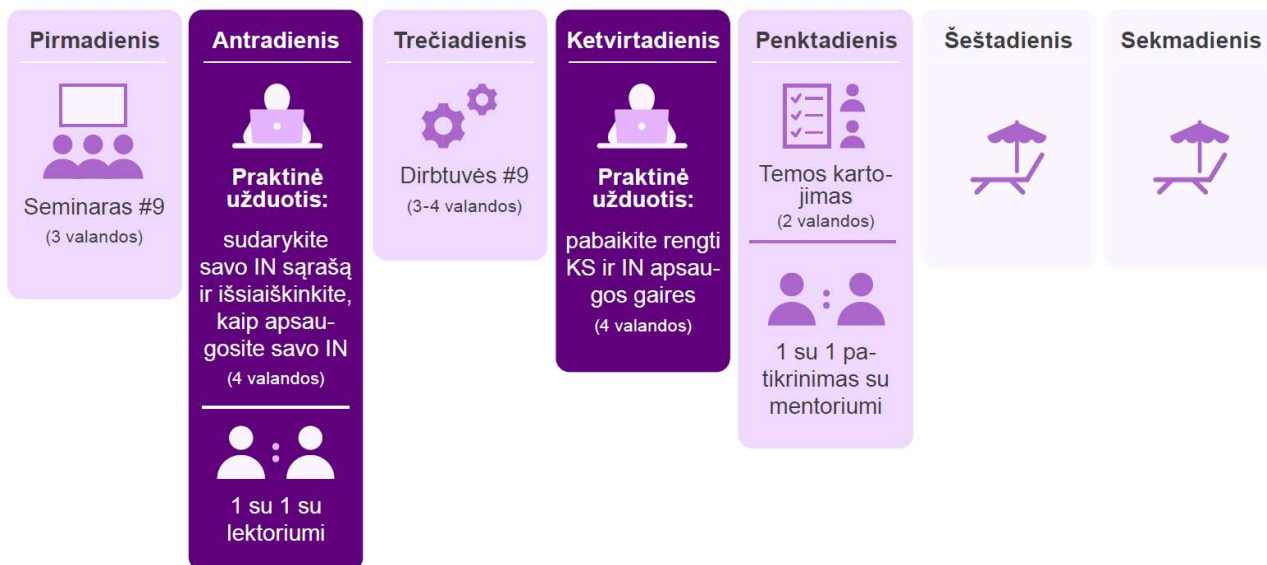 Pirmadienis
Seminaras #9
(3 valandos)
Antradienis
Praktinė
užduotis:
sudarykite
savo IN sąrašą
ir išsiaiškinkite,
kaip apsau-
gosite savo IN
(4 valandos)
1 su 1 su
lektoriumi
Trečiadienis
Dirbtuvės #9
(3-4 valandos)
Ketvirtadienis
Praktinė
užduotis:
pabaikite rengti
KS ir IN apsau-
gos gaires
(4 valandos)
Penktadienis
Temos karto-
jimas
(2 valandos)
1 su 1 pa-
tikrinimas su
mentoriumi
Šeštadienis
Sekmadienis